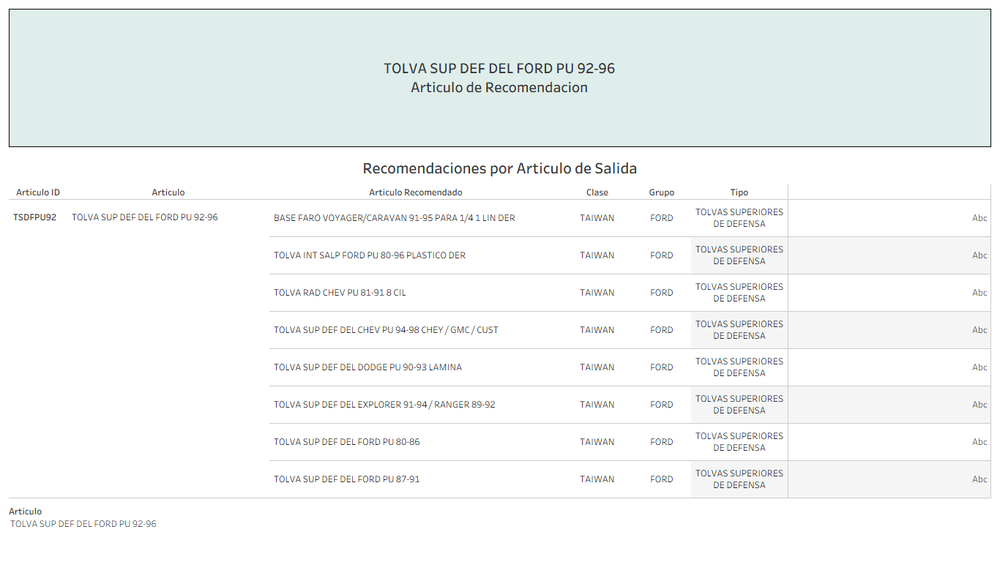 TOLVA SUP DEF DEL FORD PU 92-96
Articulo de Recomendacion
Recomendaciones por Articulo de Salida
Articulo ID Articulo Articulo Recomendado Clase Grupo Tipo
TSDFPU92 TOLVA SUP DEF DEL FORD PU 92-96 BASE FARO VOYAGER/CARAVAN 91-95 PARA 1/4 1 LIN DER TAIWAN FORD TOLVAS SUPERIORES
DE DEFENSA Abc
TOLVA INT SALP FORD PU 80-96 PLASTICO DER TAIWAN FORD TOLVAS SUPERIORES
DE DEFENSA Abc
TOLVA RAD CHEV PU 81-91 8 CIL TAIWAN FORD TOLVAS SUPERIORES
DE DEFENSA Abc
TOLVA SUP DEF DEL CHEV PU 94-98 CHEY / GMC / CUST TAIWAN FORD TOLVAS SUPERIORES
DE DEFENSA Abc
TOLVA SUP DEF DEL DODGE PU 90-93 LAMINA TAIWAN FORD TOLVAS SUPERIORES
DE DEFENSA Abc
TOLVA SUP DEF DEL EXPLORER 91-94 / RANGER 89-92 TAIWAN FORD TOLVAS SUPERIORES
DE DEFENSA Abc
TOLVA SUP DEF DEL FORD PU 80-86 TAIWAN FORD TOLVAS SUPERIORES
DE DEFENSA Abc
TOLVA SUP DEF DEL FORD PU 87-91 TAIWAN FORD TOLVAS SUPERIORES
DE DEFENSA Abc
Articulo
TOLVA SUP DEF DEL FORD PU 92-96